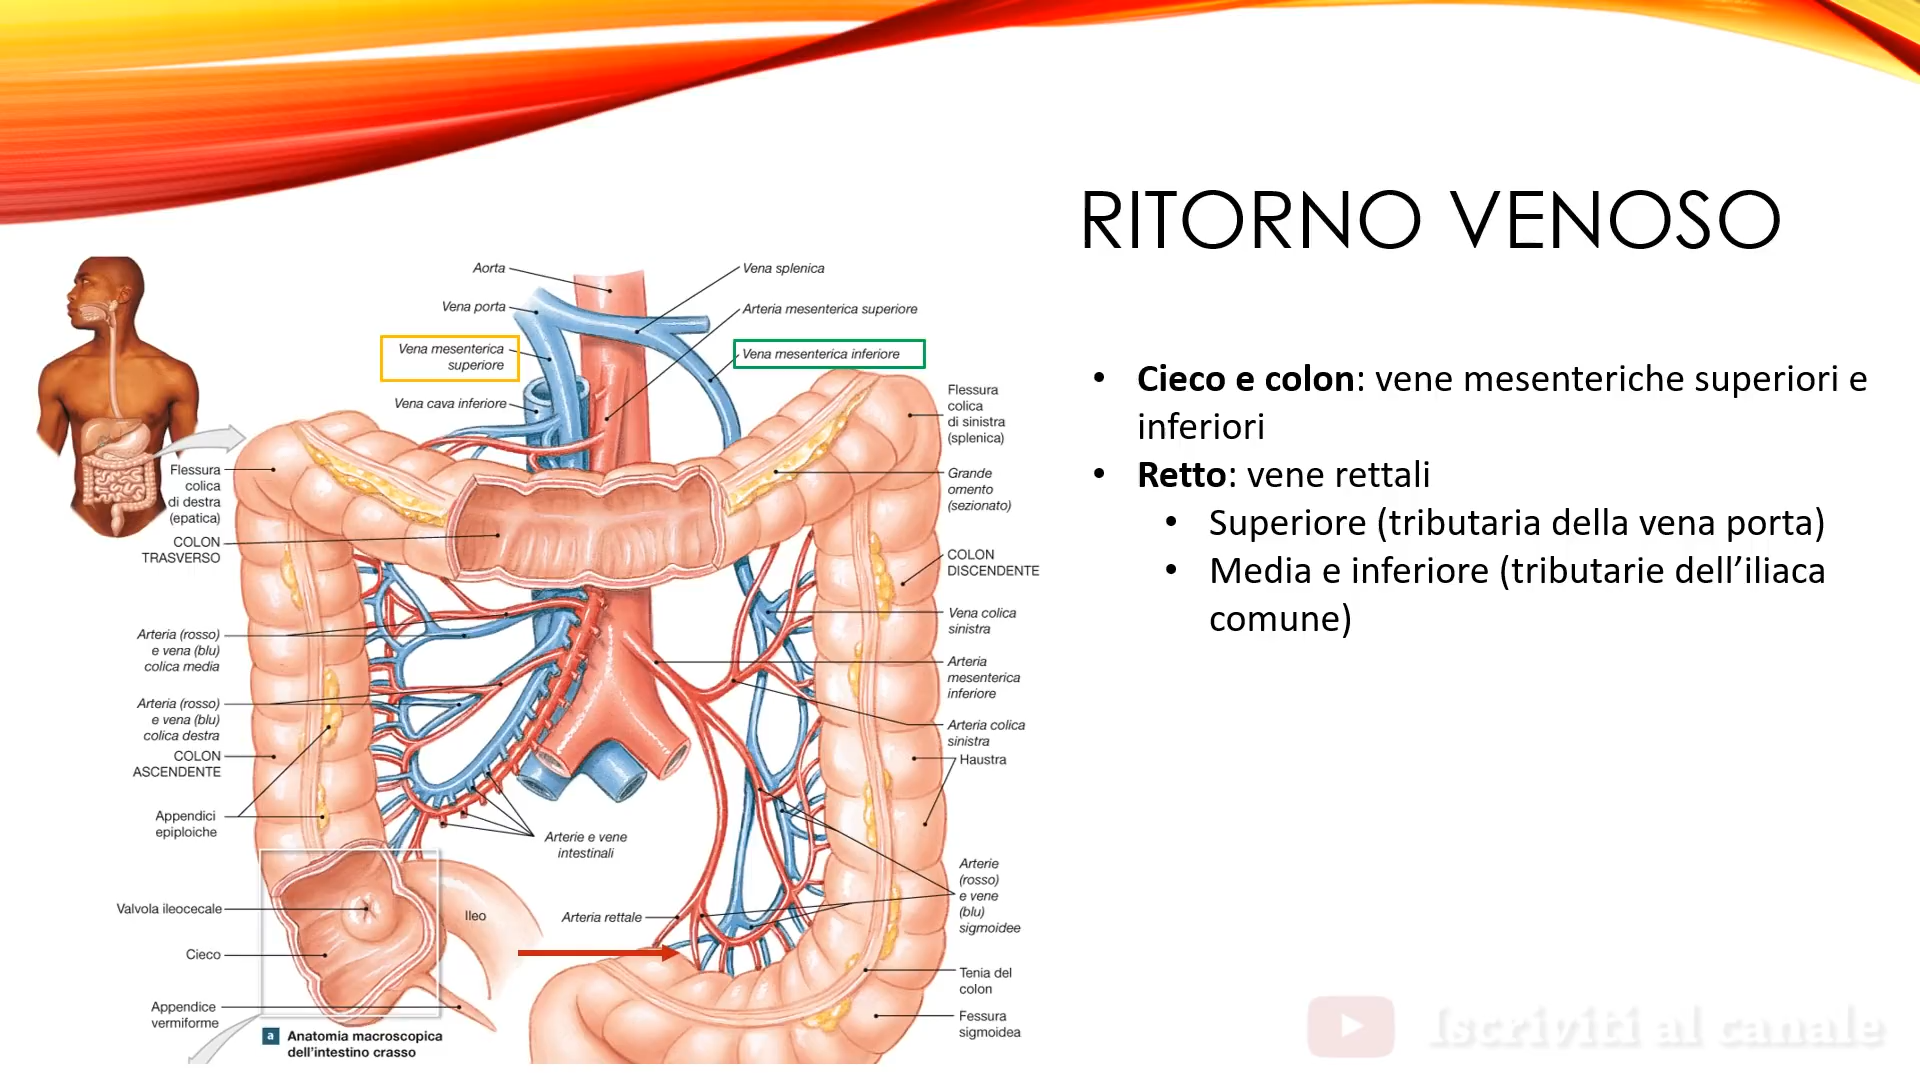 RITORNO VENOSO
• Cieco e colon: vene mesenteriche superiori e
inferiori
• Retto: vene rettali
• Superiore (tributaria della vena porta)
• Media e inferiore (tributarie dell’iliaca
comune)
Aorta
Vena porta
Vena mesenterica
superiore
Vena cava inferiore
Vena splenica
Arteria mesenterica superiore
Vena mesenterica inferiore
Flessura
colica
di destra
(epatica)
COLON
TRASVERSO
Arteria (rosso)
e vena (blu)
colica media
Arteria (rosso)
e vena (blu)
colica destra
COLON
ASCENDENTE
Appendici
epiploiche
Valvola ileocecale
Cieco
Appendice
vermiforme
Ileo
Arterie e vene
intestinali
Arteria rettale
Flessura
colica
di sinistra
(splenica)
Grande
omento
(sezionato)
COLON
DISCENDENTE
Vena colica
sinistra
Arteria
mesenterica
inferiore
Arteria colica
sinistra
Haustra
Arterie
(rosso)
e vene
(blu)
sigmoidee
Tenia del
colon
Fessura
sigmoidea
a Anatomia macroscopica
dell’intestino crasso
Iscriviti al canale